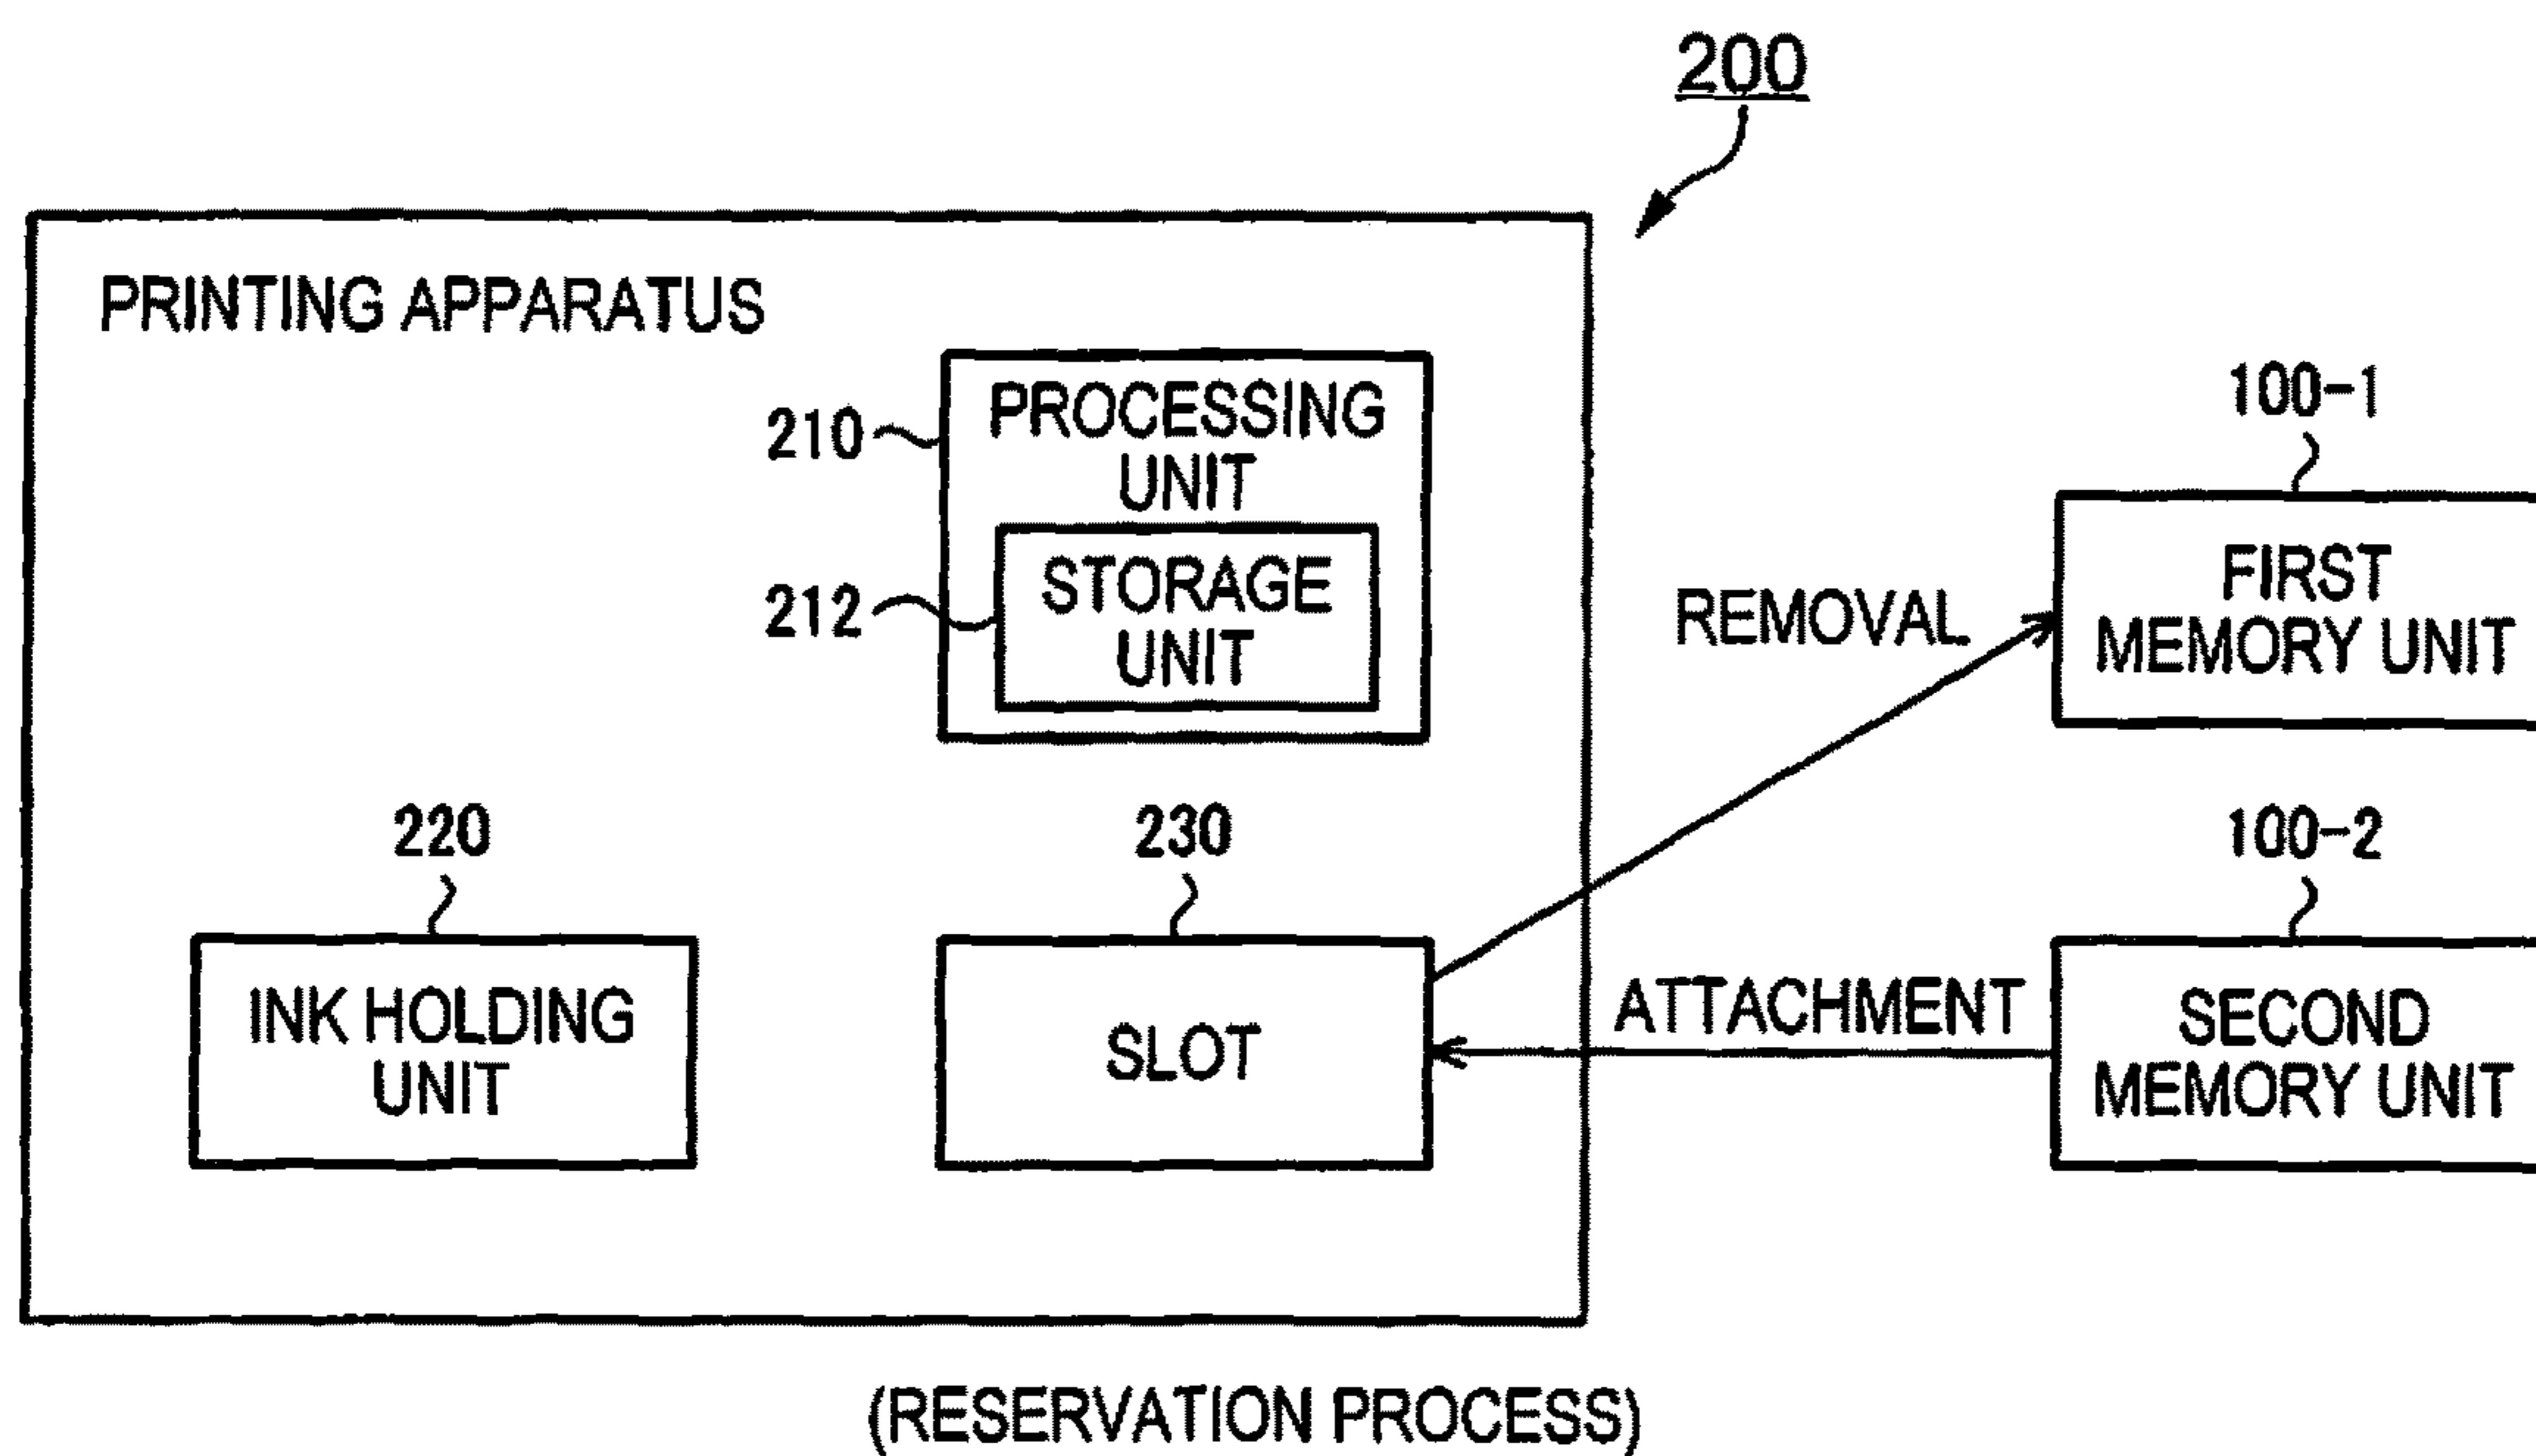 200
PRINTING APPARATUS
210
PROCESSING
UNIT
212
STORAGE
UNIT
100-1
FIRST
MEMORY UNIT
REMOVAL
220
INK HOLDING
UNIT
230
SLOT
ATTACHMENT
100-2
SECOND
MEMORY UNIT
(RESERVATION PROCESS)